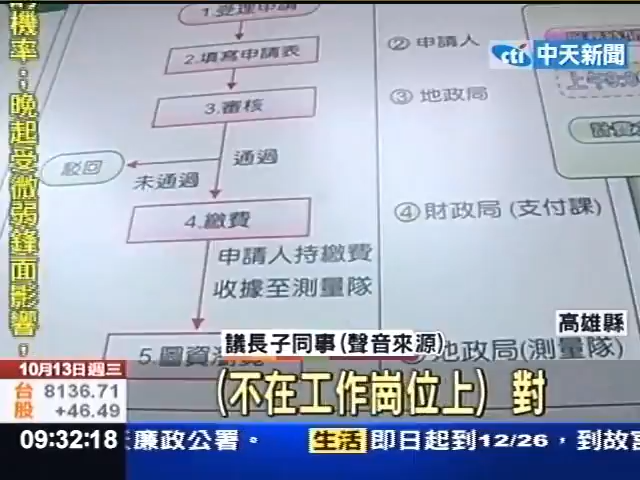 1.受理申請
2.填寫申請表
3.審核
駁回
未通過
通過
4.繳費
申請人持繳費
收據至測量隊
5.圖資瀏覽
② 申請人
③ 地政局
④ 財政局 (支付課)
地政局(測量隊)
cti 中天新聞
機率；晚起受微弱鋒面影響，
高雄縣
議長子同事(聲音來源)
(不在工作崗位上) 對
10月13日週三
台股 8136.71
+46.49
09:32:18
廉政公署。 生活 即日起到12/26，到故宮